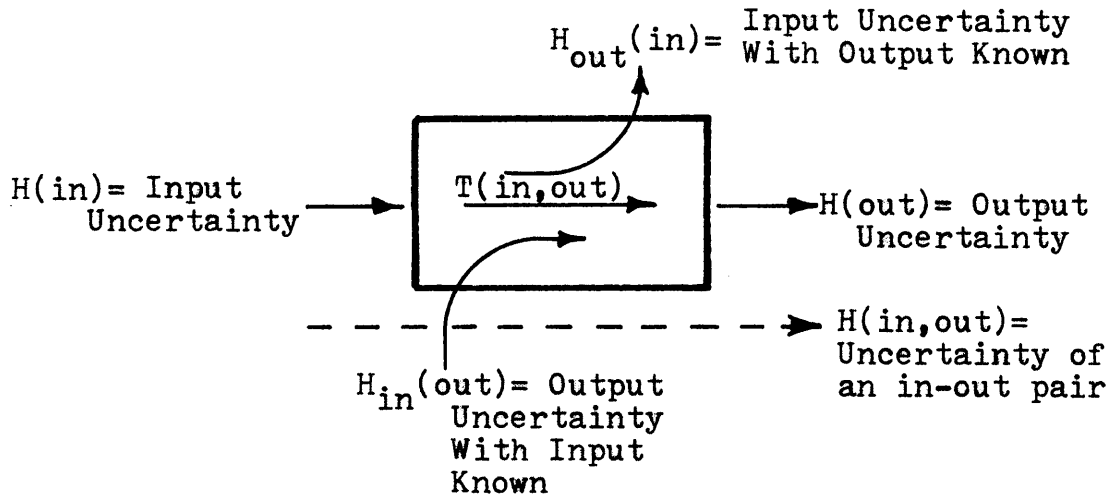 H_out(in)= Input Uncertainty
With Output Known
H(in)= Input
Uncertainty
T(in,out)
H(out)= Output
Uncertainty
H(in,out)=
Uncertainty of
an in-out pair
H_in(out)= Output
Uncertainty
With Input
Known